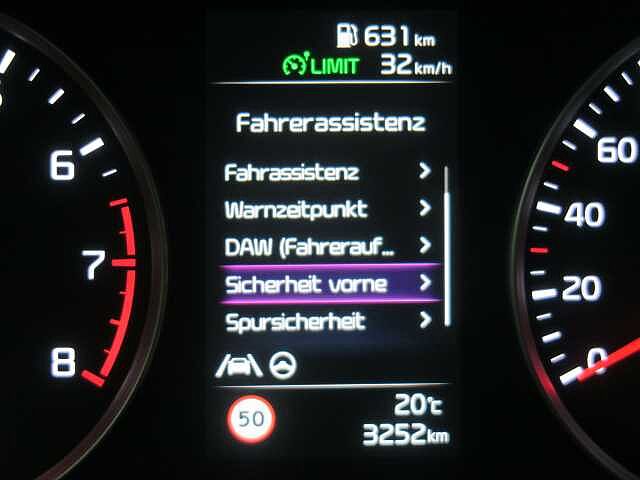 631 km
LIMIT 32 km/h
Fahrerassistenz
Fahrassistenz
Warnzeitpunkt
DAW (Fahrerauf...
Sicherheit vorne
Spursicherheit
50
20°C
3252 km
6
7
8
60
40
20
0